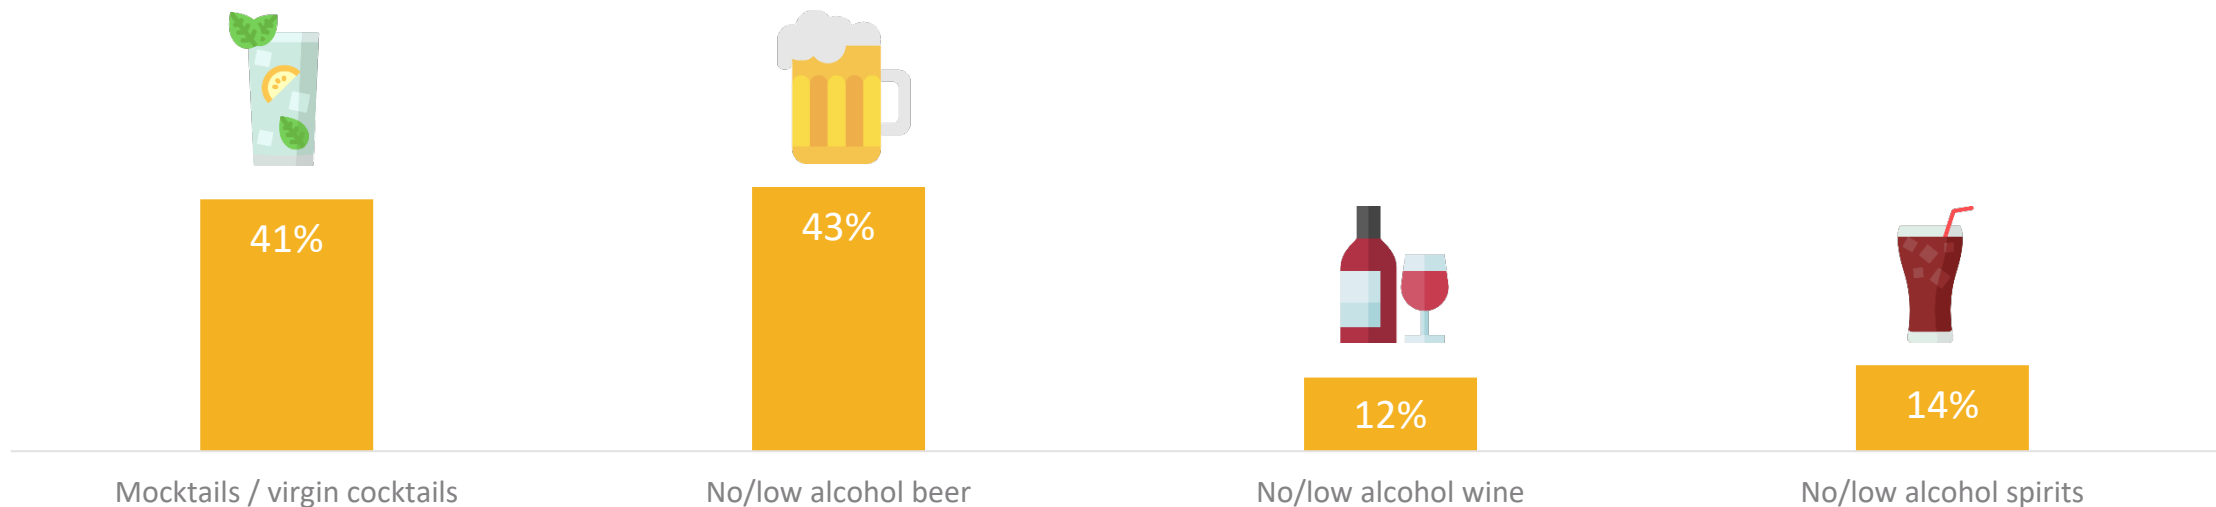 41%
43%
12%
14%
Mocktails / virgin cocktails
No/low alcohol beer
No/low alcohol wine
No/low alcohol spirits